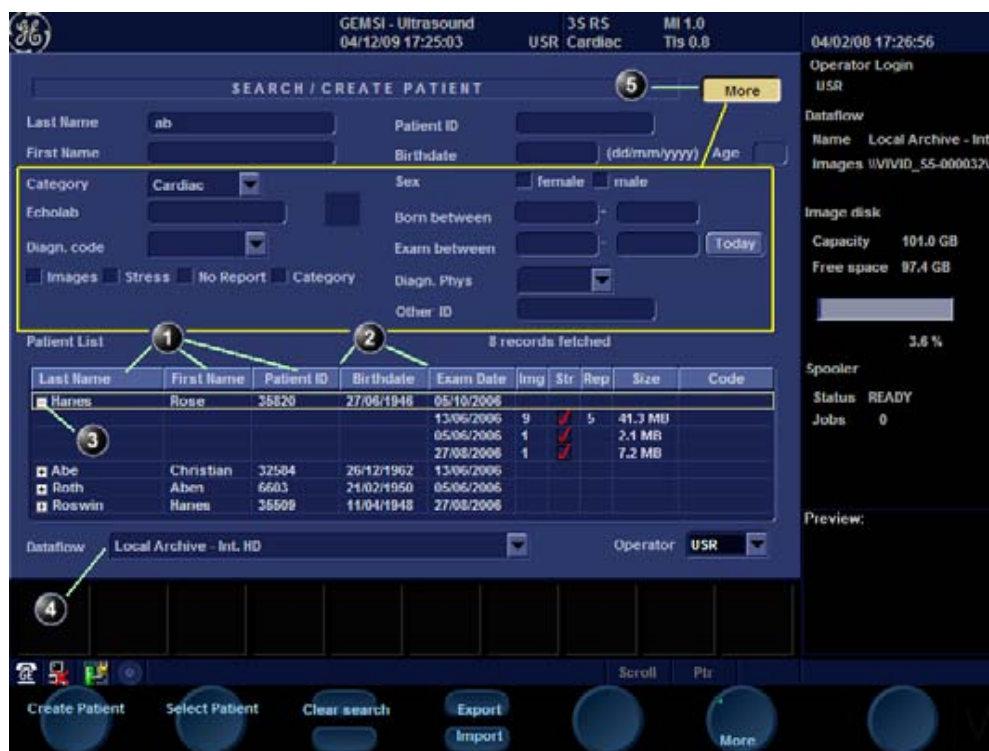 GE
GEMSI - Ultrasound 3S RS MI 1.0
04/12/09 17:25:03 USR Cardiac TIs 0.8
04/02/08 17:26:56
Operator Login
USR
Dataflow
Name Local Archive - Int
Images \\VIVID_S5-000032\
Image disk
Capacity 101.0 GB
Free space 97.4 GB
3.6 %
Spooler
Status READY
Jobs 0
Preview:
SEARCH / CREATE PATIENT
5
More
Last Name ab Patient ID
First Name Birthdate (dd/mm/yyyy) Age
Category Cardiac Sex female male
Echolab Born between -
Diagn. code Exam between - Today
Images Stress No Report Category Diagn. Phys
Other ID
Patient List 1 2 8 records fetched
Last Name First Name Patient ID Birthdate Exam Date Img Str Rep Size Code
Hanes Rose 35820 27/06/1946 05/10/2006
13/06/2006 9 5 41.3 MB
3
05/06/2006 1 2.1 MB
27/08/2006 1 7.2 MB
Abe Christian 32584 26/12/1962 13/06/2006
Roth Aben 6603 21/02/1950 05/06/2006
Roswin Hanes 35509 11/04/1948 27/08/2006
Dataflow Local Archive - Int. HD Operator USR
4
GE
Scroll Ptr
Create Patient Select Patient Clear search Export
Import
More